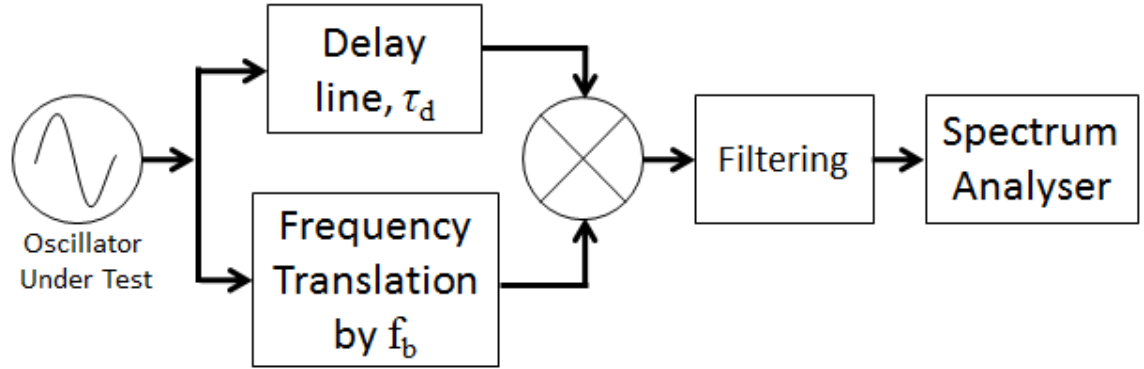 Delay
line, τd
Oscillator
Under Test
Frequency
Translation
by fb
Filtering
Spectrum
Analyser